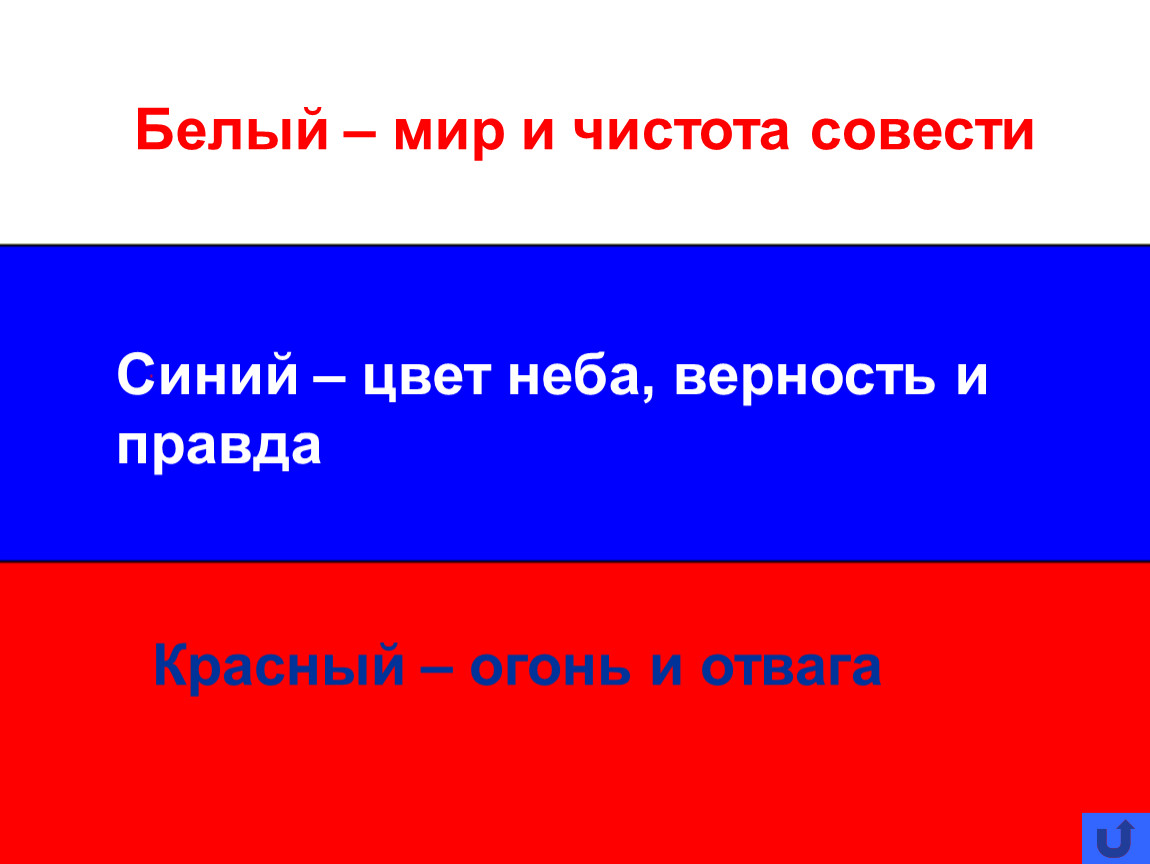 Белый – мир и чистота совести
Синий – цвет неба, верность и
правда
Красный – огонь и отвага